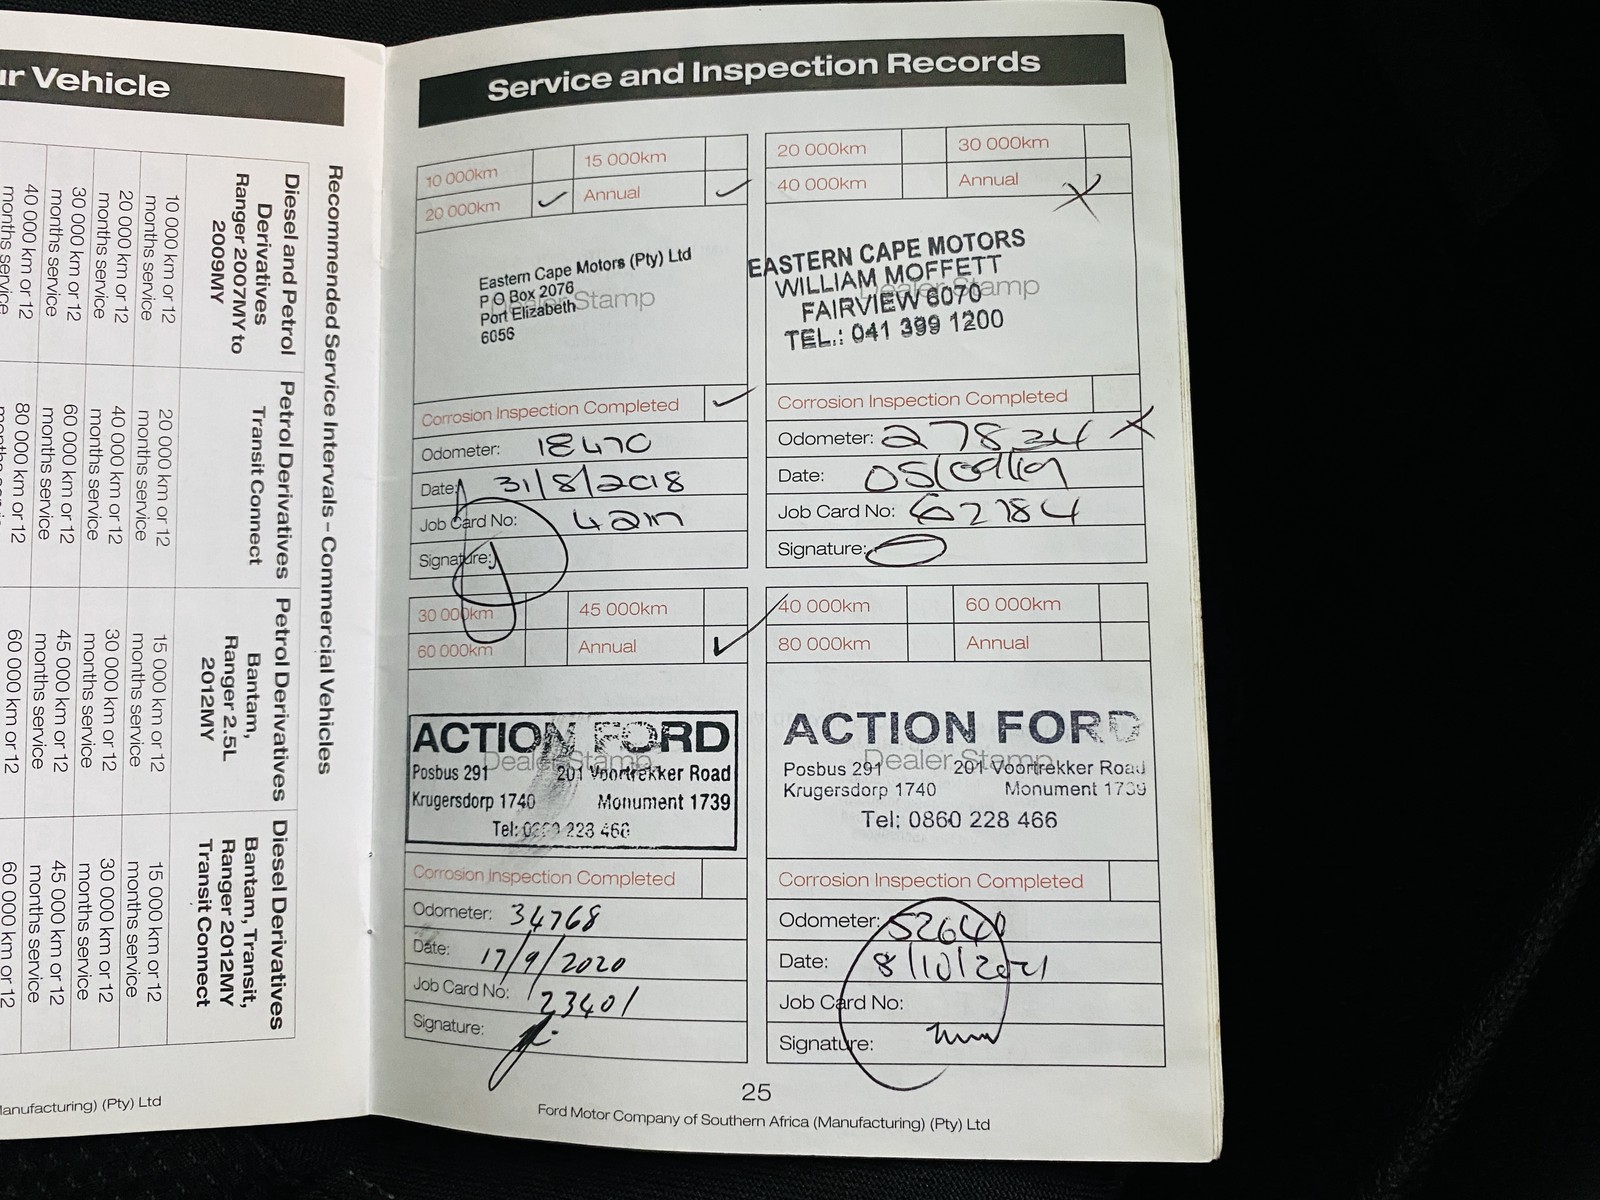 ur Vehicle
Recommended Service Intervals – Commercial Vehicles
Diesel and Petrol Derivatives Ranger 2007MY to 2009MY
10 000 km or 12 months service
20 000 km or 12 months service
30 000 km or 12 months service
40 000 km or 12 months service
Petrol Derivatives Transit Connect
20 000 km or 12 months service
40 000 km or 12 months service
60 000 km or 12 months service
80 000 km or 12
Petrol Derivatives Bantam, Ranger 2.5L 2012MY
15 000 km or 12 months service
30 000 km or 12 months service
45 000 km or 12 months service
60 000 km or 12
Diesel Derivatives Bantam, Transit, Ranger 2012MY Transit Connect
15 000 km or 12 months service
30 000 km or 12 months service
45 000 km or 12 months service
60 000 km or 12
Manufacturing) (Pty) Ltd
Service and Inspection Records
10 000km
15 000km
20 000km
Annual
Dealer Stamp
Eastern Cape Motors (Pty) Ltd
P O Box 2076
Port Elizabeth
6056
Corrosion Inspection Completed
Odometer: 18470
Date: 31/8/2018
Job Card No:
Signature:
20 000km
30 000km
40 000km
Annual
Dealer Stamp
EASTERN CAPE MOTORS
WILLIAM MOFFETT
FAIRVIEW 6070
TEL.: 041 399 1200
Corrosion Inspection Completed
Odometer: 27834
Date: 05/09/19
Job Card No: 62784
Signature:
30 000km
45 000km
60 000km
Annual
Dealer Stamp
ACTION FORD
Posbus 291 201 Voortrekker Road
Krugersdorp 1740 Monument 1739
Tel: 0860 228 466
Corrosion Inspection Completed
Odometer: 34768
Date: 17/9/2020
Job Card No: 23401
Signature:
40 000km
60 000km
80 000km
Annual
Dealer Stamp
ACTION FORD
Posbus 291 201 Voortrekker Road
Krugersdorp 1740 Monument 1739
Tel: 0860 228 466
Corrosion Inspection Completed
Odometer: 52640
Date: 8/10/2021
Job Card No:
Signature:
25
Ford Motor Company of Southern Africa (Manufacturing) (Pty) Ltd